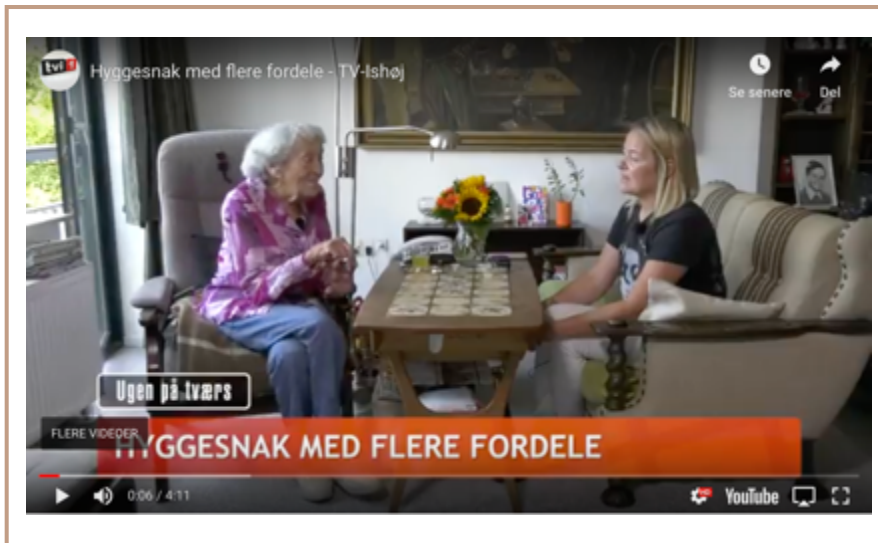 tvi
Hyggesnak med flere fordele - TV-Ishøj
Se senere
Del
Ugen på tværs
FLERE VIDEOER
HYGGESNAK MED FLERE FORDELE
0:06 / 4:11
HD
YouTube